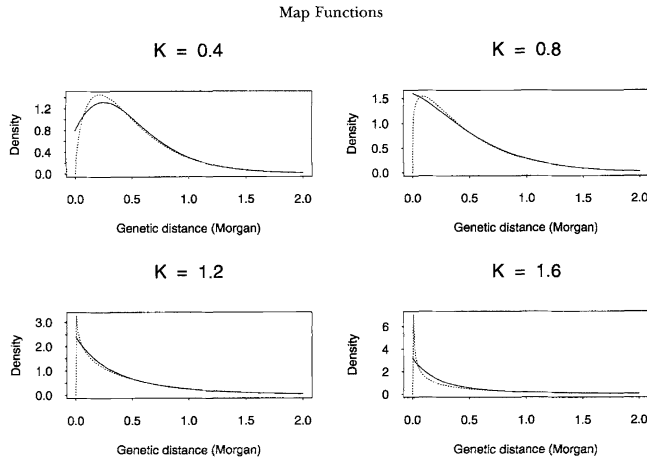 Map Functions
K = 0.4
Density
1.2
0.8
0.4
0.0
0.0 0.5 1.0 1.5 2.0
Genetic distance (Morgan)
K = 0.8
Density
1.5
1.0
0.5
0.0
0.0 0.5 1.0 1.5 2.0
Genetic distance (Morgan)
K = 1.2
Density
3.0
2.0
1.0
0.0
0.0 0.5 1.0 1.5 2.0
Genetic distance (Morgan)
K = 1.6
Density
6
4
2
0
0.0 0.5 1.0 1.5 2.0
Genetic distance (Morgan)